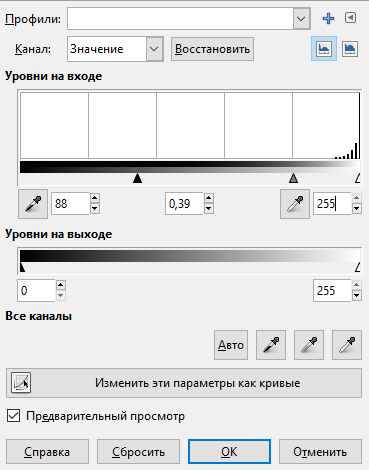 Профили:
Канал: Значение Восстановить
Уровни на входе
88 0,39 255
Уровни на выходе
0 255
Все каналы
Авто
Изменить эти параметры как кривые
Предварительный просмотр
Справка Сбросить OK Отменить